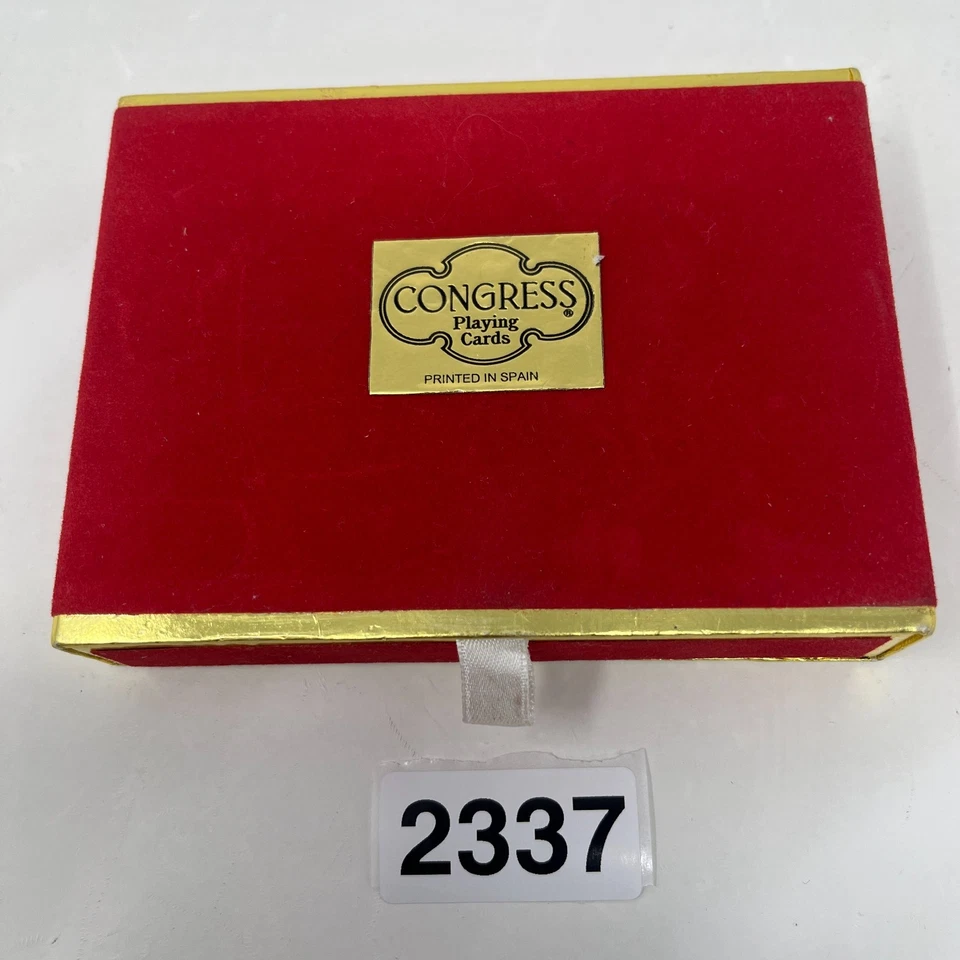 CONGRESS®
Playing
Cards
PRINTED IN SPAIN
2337